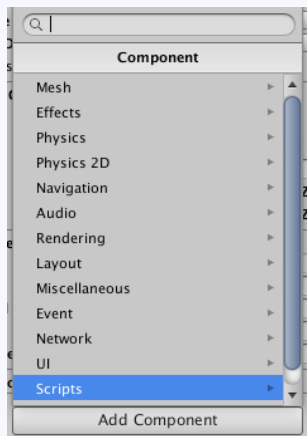 Component
Mesh
Effects
Physics
Physics 2D
Navigation
Audio
Rendering
Layout
Miscellaneous
Event
Network
UI
Scripts
Add Component